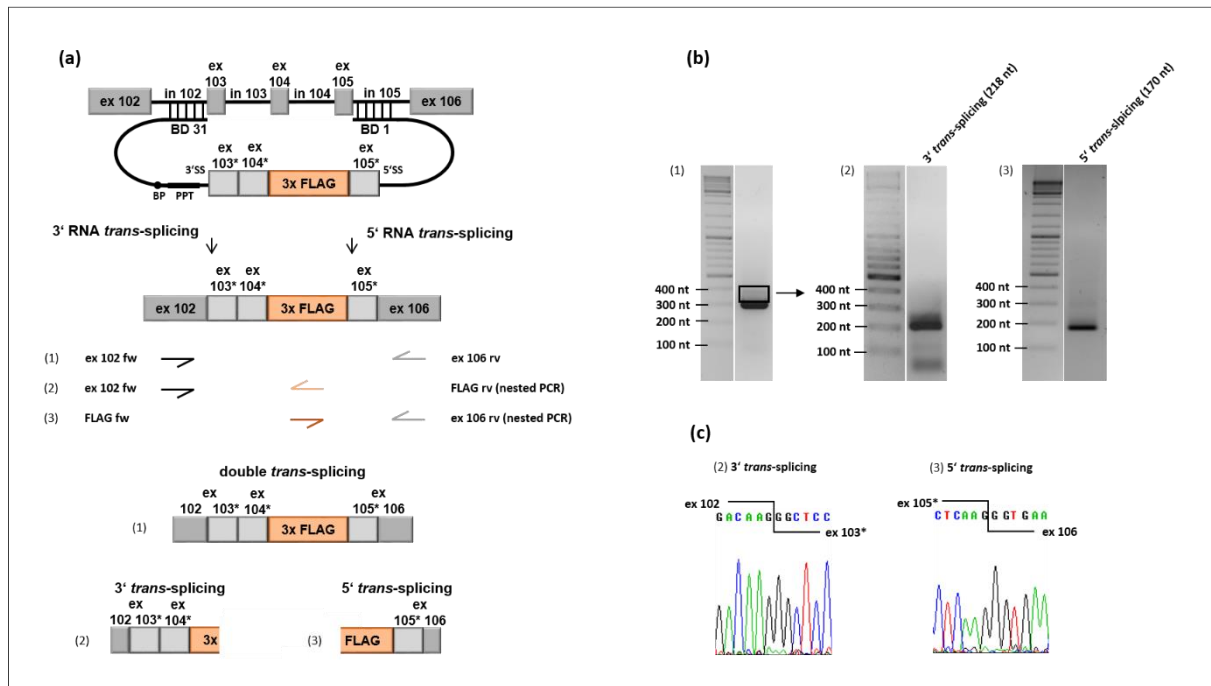 (a)
ex
103
ex
104
ex
105
ex 102
in 102
in 103
in 104
in 105
ex 106
BD 31
BD 1
ex
103*
ex
104*
ex
105*
3‘SS
3x FLAG
5‘SS
BP
PPT
3‘ RNA trans-splicing
5‘ RNA trans-splicing
ex
103*
ex
104*
ex
105*
ex 102
3x FLAG
ex 106
(1) ex 102 fw ex 106 rv
(2) ex 102 fw FLAG rv (nested PCR)
(3) FLAG fw ex 106 rv (nested PCR)
double trans-splicing
ex ex ex
102 103* 104* 105* 106
(1) 3x FLAG
3‘ trans-splicing
ex ex
102 103* 104*
(2) 3x
5‘ trans-splicing
ex
105* 106
(3) FLAG
(b)
(1)
400 nt
300 nt
200 nt
100 nt
(2)
3‘ trans-splicing (218 nt)
400 nt
300 nt
200 nt
100 nt
(3)
5‘ trans-slpicing (170 nt)
400 nt
300 nt
200 nt
100 nt
(c)
(2) 3‘ trans-splicing
ex 102
GACAAGGGCTCC
ex 103*
(3) 5‘ trans-splicing
ex 105*
CTCAAGGGTGAA
ex 106